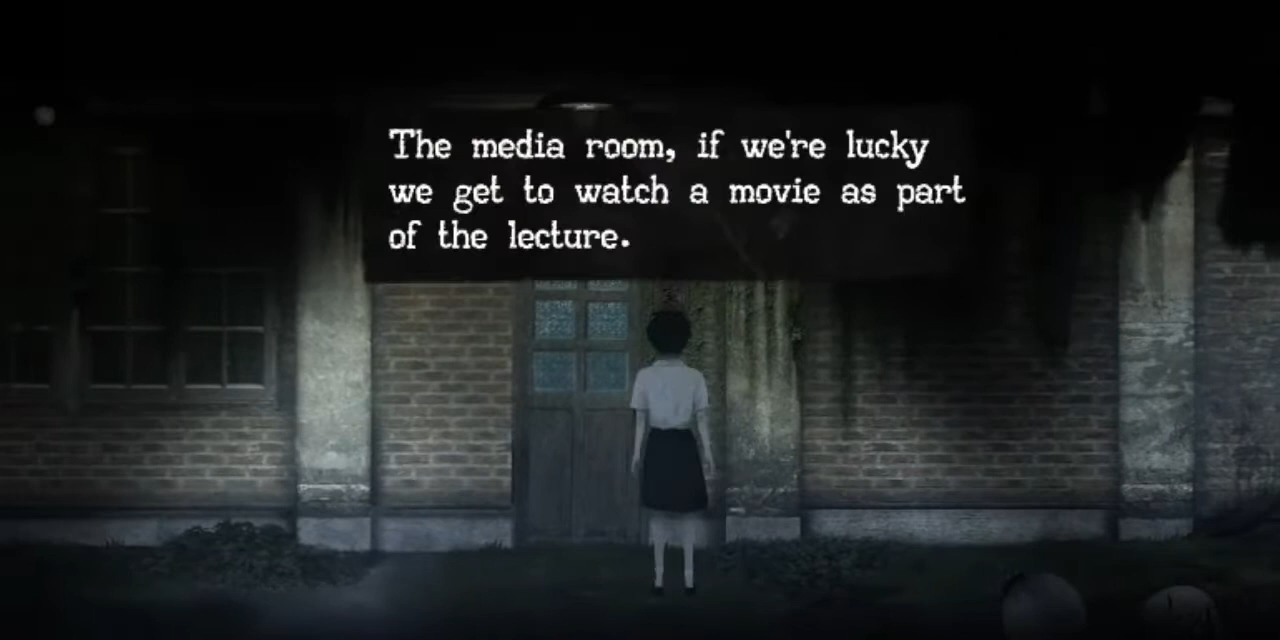 The media room, if we're lucky
we get to watch a movie as part
of the lecture.